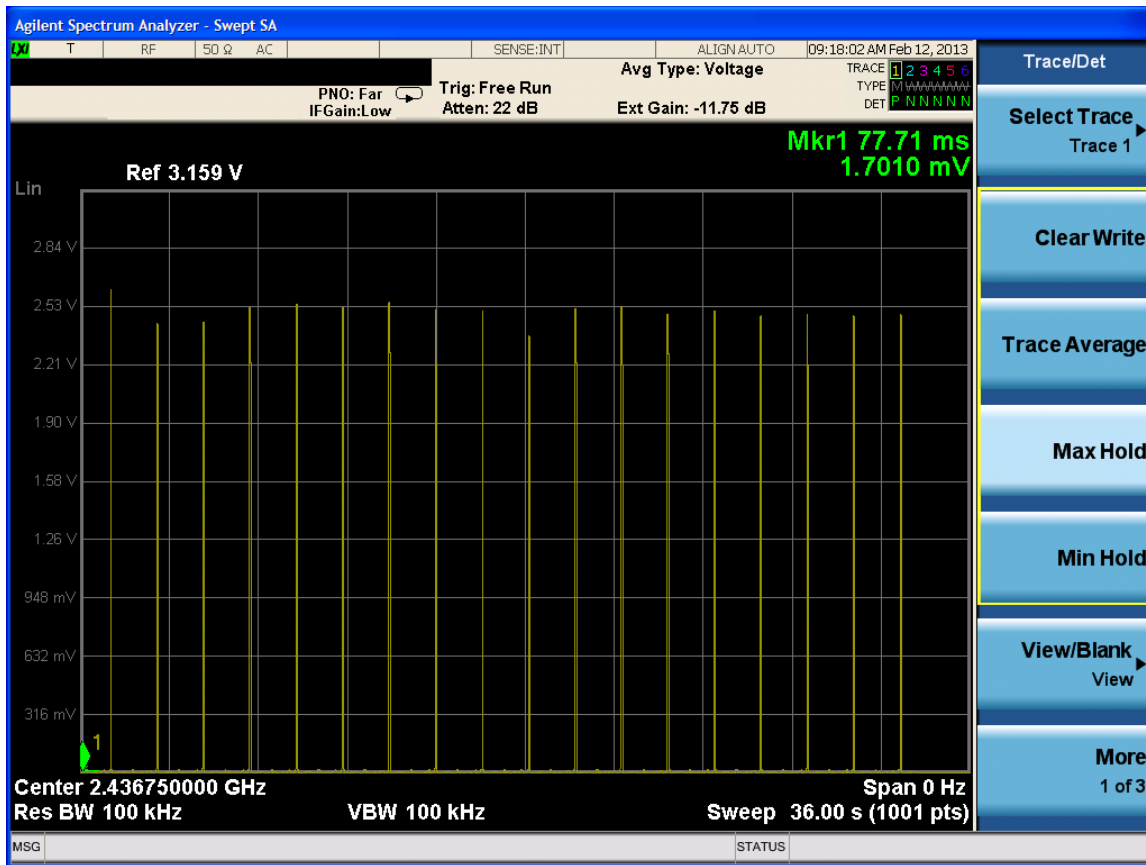 Agilent Spectrum Analyzer - Swept SA
LXI T RF 50 Ω AC SENSE:INT ALIGN AUTO 09:18:02 AM Feb 12, 2013
PNO: Far
IFGain:Low
Trig: Free Run
Atten: 22 dB
Avg Type: Voltage
Ext Gain: -11.75 dB
TRACE 1 2 3 4 5 6
TYPE M W W W W W
DET P N N N N N
Mkr1 77.71 ms
1.7010 mV
Ref 3.159 V
Lin
2.84 V
2.53 V
2.21 V
1.90 V
1.58 V
1.26 V
948 mV
632 mV
316 mV
1
Center 2.436750000 GHz Span 0 Hz
Res BW 100 kHz VBW 100 kHz Sweep 36.00 s (1001 pts)
MSG STATUS
Trace/Det
Select Trace
Trace 1
Clear Write
Trace Average
Max Hold
Min Hold
View/Blank
View
More
1 of 3